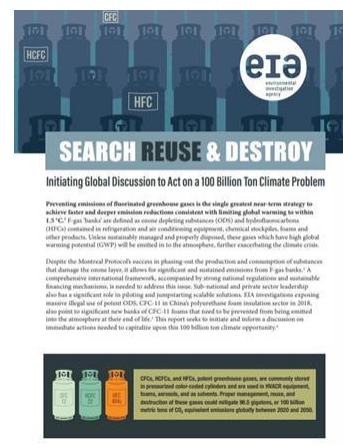 CFC
HCFC
HFC
eia
environmental
investigation
agency
SEARCH REUSE & DESTROY
Initiating Global Discussion to Act on a 100 Billion Ton Climate Problem
Preventing emissions of fluorinated greenhouse gases is the single greatest near-term strategy to
achieve faster and deeper emission reductions consistent with limiting global warming to within
1.5 °C.¹ F-gas 'banks' are defined as ozone depleting substances (ODS) and hydrofluorocarbons
(HFCs) contained in refrigeration and air conditioning equipment, chemical stockpiles, foams and
other products. Unless sustainably managed and properly disposed, these gases which have high global
warming potential (GWP) will be emitted in to the atmosphere, further exacerbating the climate crisis.
Despite the Montreal Protocol's success in phasing-out the production and consumption of substances
that damage the ozone layer, it allows for significant and sustained emissions from F-gas banks.² A
comprehensive international framework, accompanied by strong national regulations and sustainable
financing mechanisms, is needed to address this issue. Sub-national and private sector leadership
also has a significant role in piloting and jumpstarting scalable solutions. EIA investigations exposing
massive illegal use of potent ODS, CFC-11 in China's polyurethane foam insulation sector in 2018,
also point to significant new banks of CFC-11 foams that need to be prevented from being emitted
into the atmosphere at their end of life.³ This report seeks to initiate and inform a discussion on
immediate actions needed to capitalize upon this 100 billion ton climate opportunity.⁴
CFCs, HCFCs, and HFCs, potent greenhouse gases, are commonly stored
in pressurized color-coded cylinders and are used in HVACR equipment,
foams, aerosols, and as solvents. Proper management, reuse, and
destruction of these gases could mitigate 96.5 gigatons, or 100 billion
metric tons of CO₂ equivalent emissions globally between 2020 and 2050.
CFC
HCFC
HFC